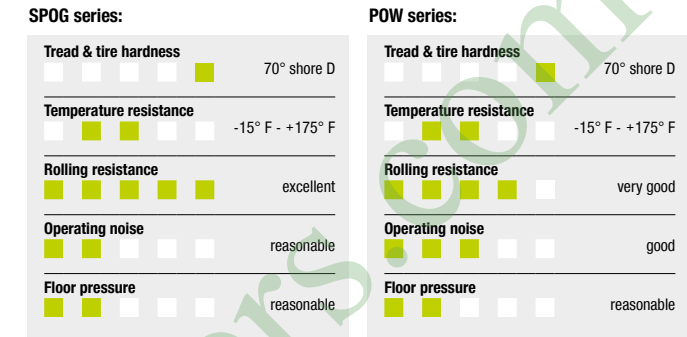 SPOG series:
Tread & tire hardness
70° shore D
Temperature resistance
-15° F - +175° F
Rolling resistance
excellent
Operating noise
reasonable
Floor pressure
reasonable
POW series:
Tread & tire hardness
70° shore D
Temperature resistance
-15° F - +175° F
Rolling resistance
very good
Operating noise
good
Floor pressure
reasonable
ers.com